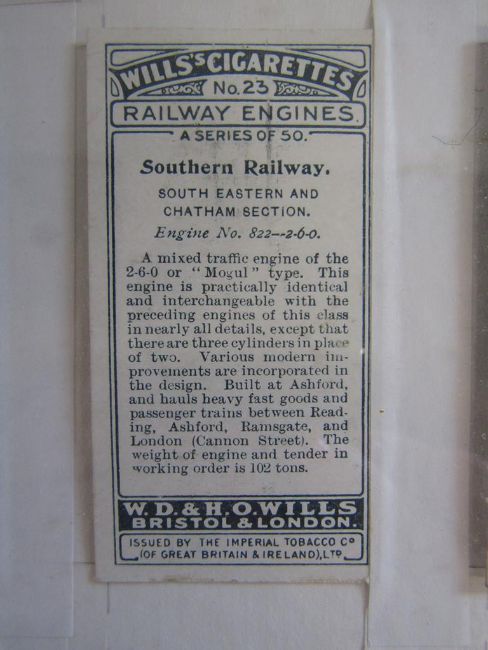 WILLS'S CIGARETTES
No. 23
RAILWAY ENGINES.
A SERIES OF 50.
Southern Railway.
SOUTH EASTERN AND
CHATHAM SECTION.
Engine No. 822--2-6-0.
A mixed traffic engine of the
2-6-0 or "Mogul" type. This
engine is practically identical
and interchangeable with the
preceding engines of this class
in nearly all details, except that
there are three cylinders in place
of two. Various modern im-
provements are incorporated in
the design. Built at Ashford,
and hauls heavy fast goods and
passenger trains between Read-
ing, Ashford, Ramsgate, and
London (Cannon Street). The
weight of engine and tender in
working order is 102 tons.
W.D. & H.O. WILLS
BRISTOL & LONDON.
ISSUED BY THE IMPERIAL TOBACCO Co
(OF GREAT BRITAIN & IRELAND), LTD.